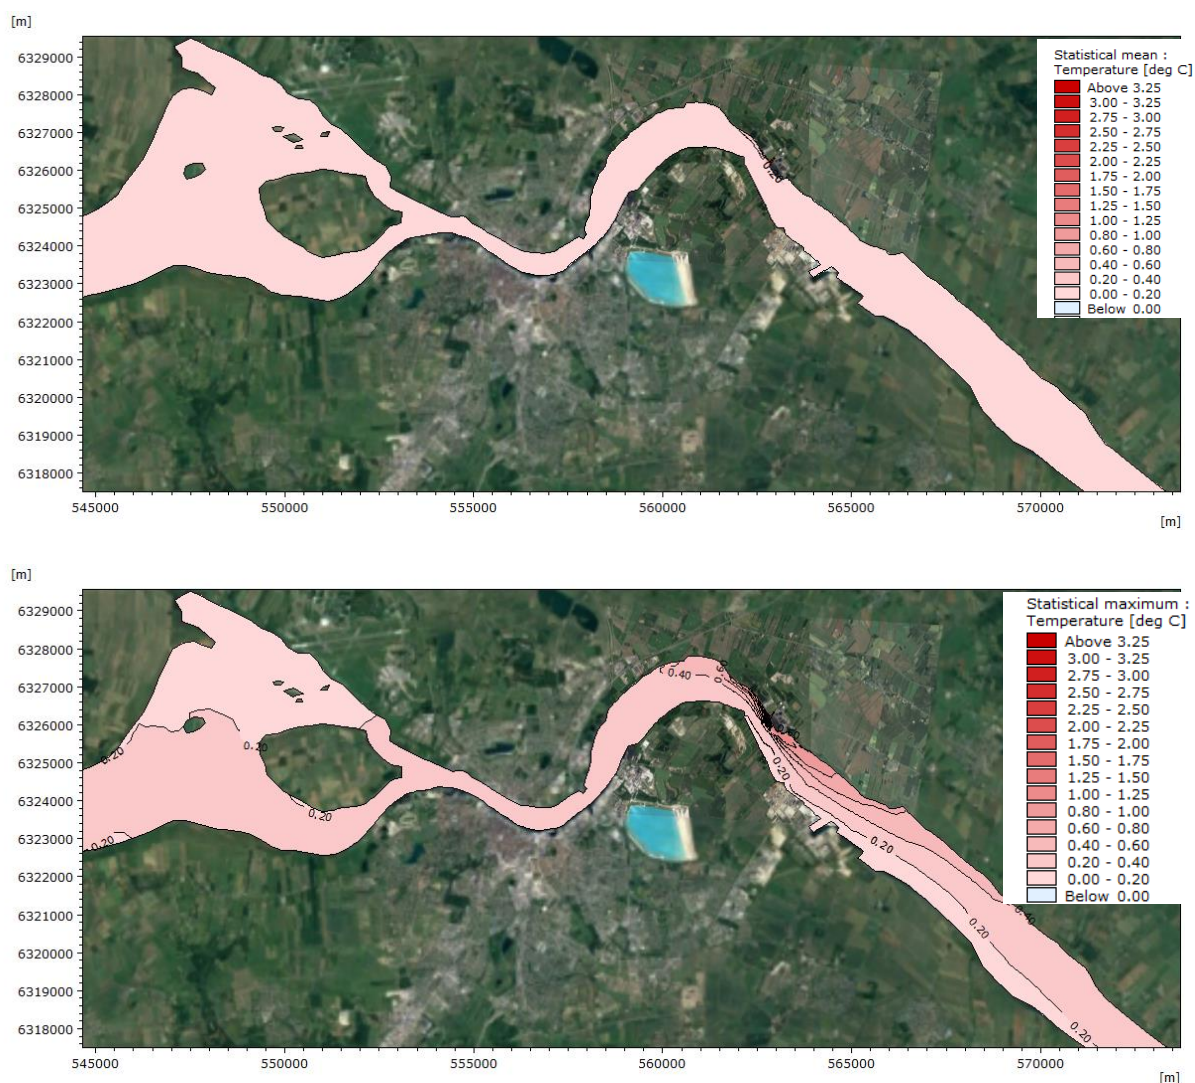 [m]
6329000
6328000
6327000
6326000
6325000
6324000
6323000
6322000
6321000
6320000
6319000
6318000
545000 550000 555000 560000 565000 570000
[m]
0.20
Statistical mean :
Temperature [deg C]
Above 3.25
3.00 - 3.25
2.75 - 3.00
2.50 - 2.75
2.25 - 2.50
2.00 - 2.25
1.75 - 2.00
1.50 - 1.75
1.25 - 1.50
1.00 - 1.25
0.80 - 1.00
0.60 - 0.80
0.40 - 0.60
0.20 - 0.40
0.00 - 0.20
Below 0.00
[m]
6329000
6328000
6327000
6326000
6325000
6324000
6323000
6322000
6321000
6320000
6319000
6318000
545000 550000 555000 560000 565000 570000
[m]
0.20
0.20
0.20
0.20
0.40
0.20
0.20
0.20
0.40
0.20
Statistical maximum :
Temperature [deg C]
Above 3.25
3.00 - 3.25
2.75 - 3.00
2.50 - 2.75
2.25 - 2.50
2.00 - 2.25
1.75 - 2.00
1.50 - 1.75
1.25 - 1.50
1.00 - 1.25
0.80 - 1.00
0.60 - 0.80
0.40 - 0.60
0.20 - 0.40
0.00 - 0.20
Below 0.00